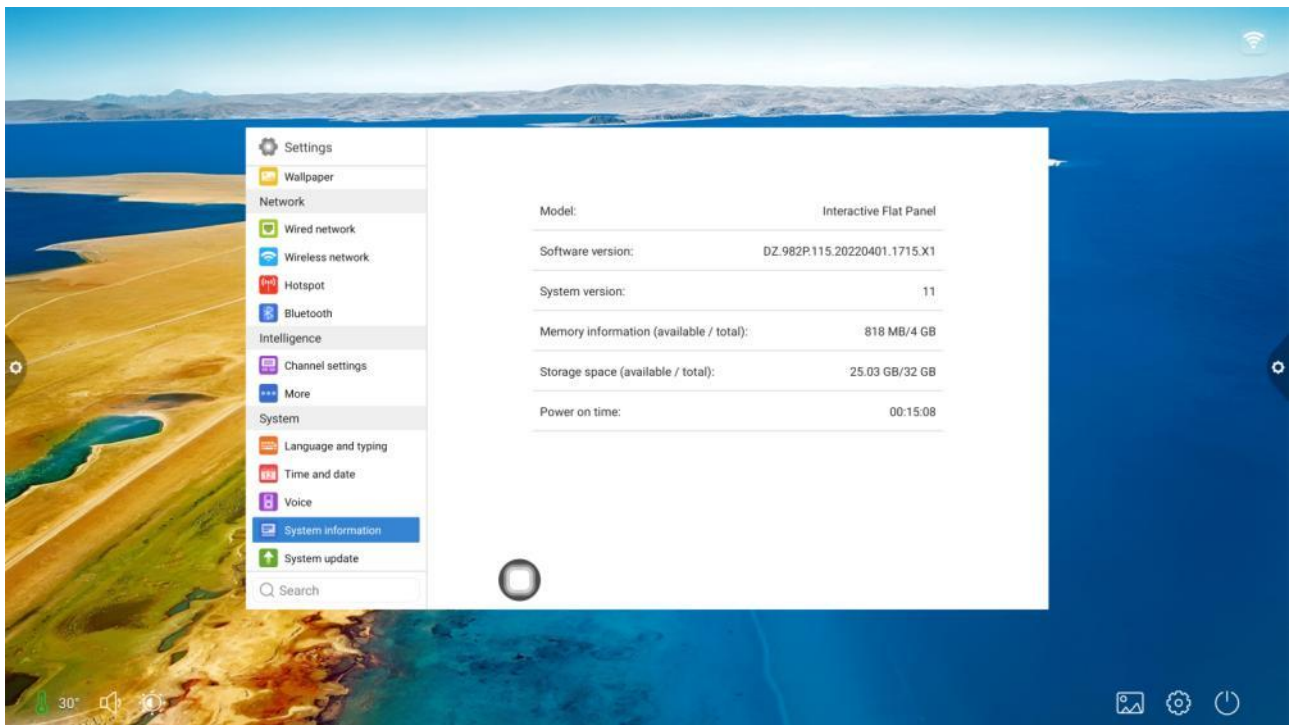 Settings
Wallpaper
Network
Wired network
Wireless network
Hotspot
Bluetooth
Intelligence
Channel settings
More
System
Language and typing
12
Time and date
Voice
System information
System update
Search
Model: Interactive Flat Panel
Software version: DZ.982P.115.20220401.1715.X1
System version: 11
Memory information (available / total): 818 MB/4 GB
Storage space (available / total): 25.03 GB/32 GB
Power on time: 00:15:08
30°